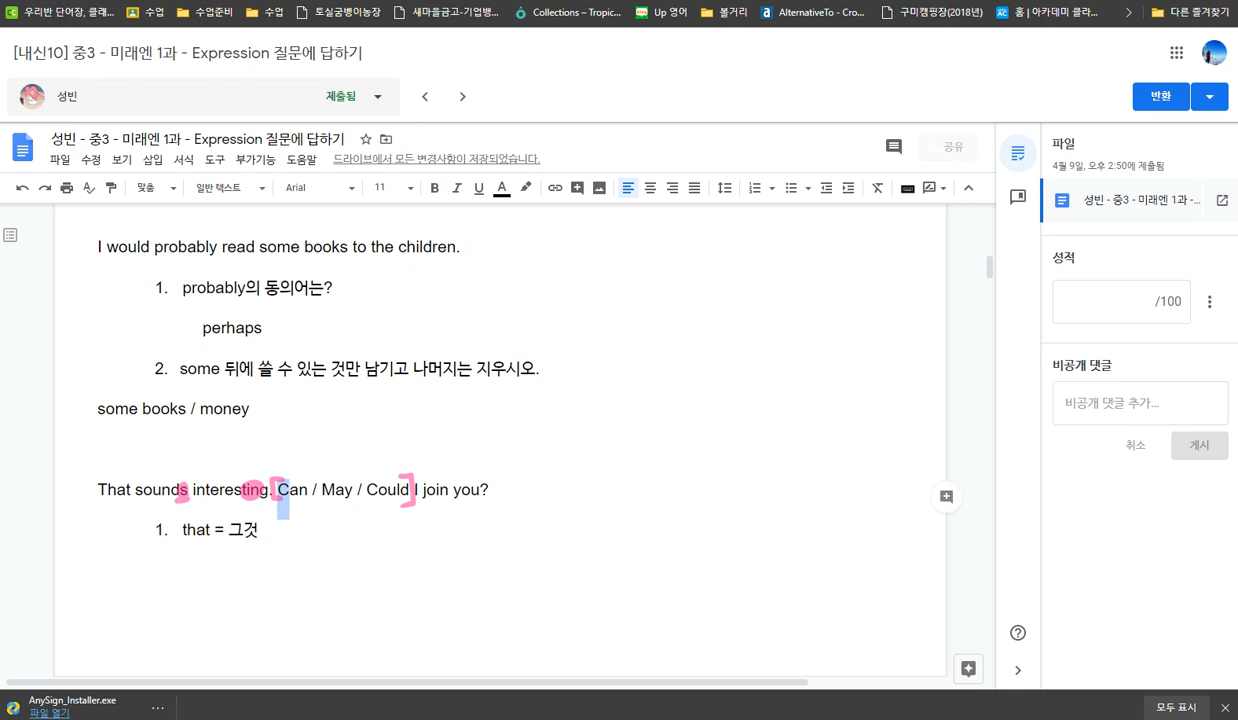 우리반 단어장, 클래... 수업 수업준비 수업 토실궁뱅이농장 새마을금고-기업뱅... Collections – Tropic... Up 영어 볼거리 AlternativeTo - Cro... 구미캠핑장(2018년) 홈 | 아카데미 클라... 다른 즐겨찾기
[내신10] 중3 - 미래엔 1과 - Expression 질문에 답하기
성빈 제출됨 반환
성빈 - 중3 - 미래엔 1과 - Expression 질문에 답하기
파일 수정 보기 삽입 서식 도구 부가기능 도움말 드라이브에서 모든 변경사항이 저장되었습니다. 공유
맞춤 일반 텍스트 Arial 11
I would probably read some books to the children.
1. probably의 동의어는?
perhaps
2. some 뒤에 쓸 수 있는 것만 남기고 나머지는 지우시오.
some books / money
That sounds interesting. [Can / May / Could] I join you?
1. that = 그것
파일
4월 9일, 오후 2:50에 제출됨
성빈 - 중3 - 미래엔 1과 -...
성적
/100
비공개 댓글
비공개 댓글 추가...
취소 게시
AnySign_Installer.exe
파일 열기
모두 표시